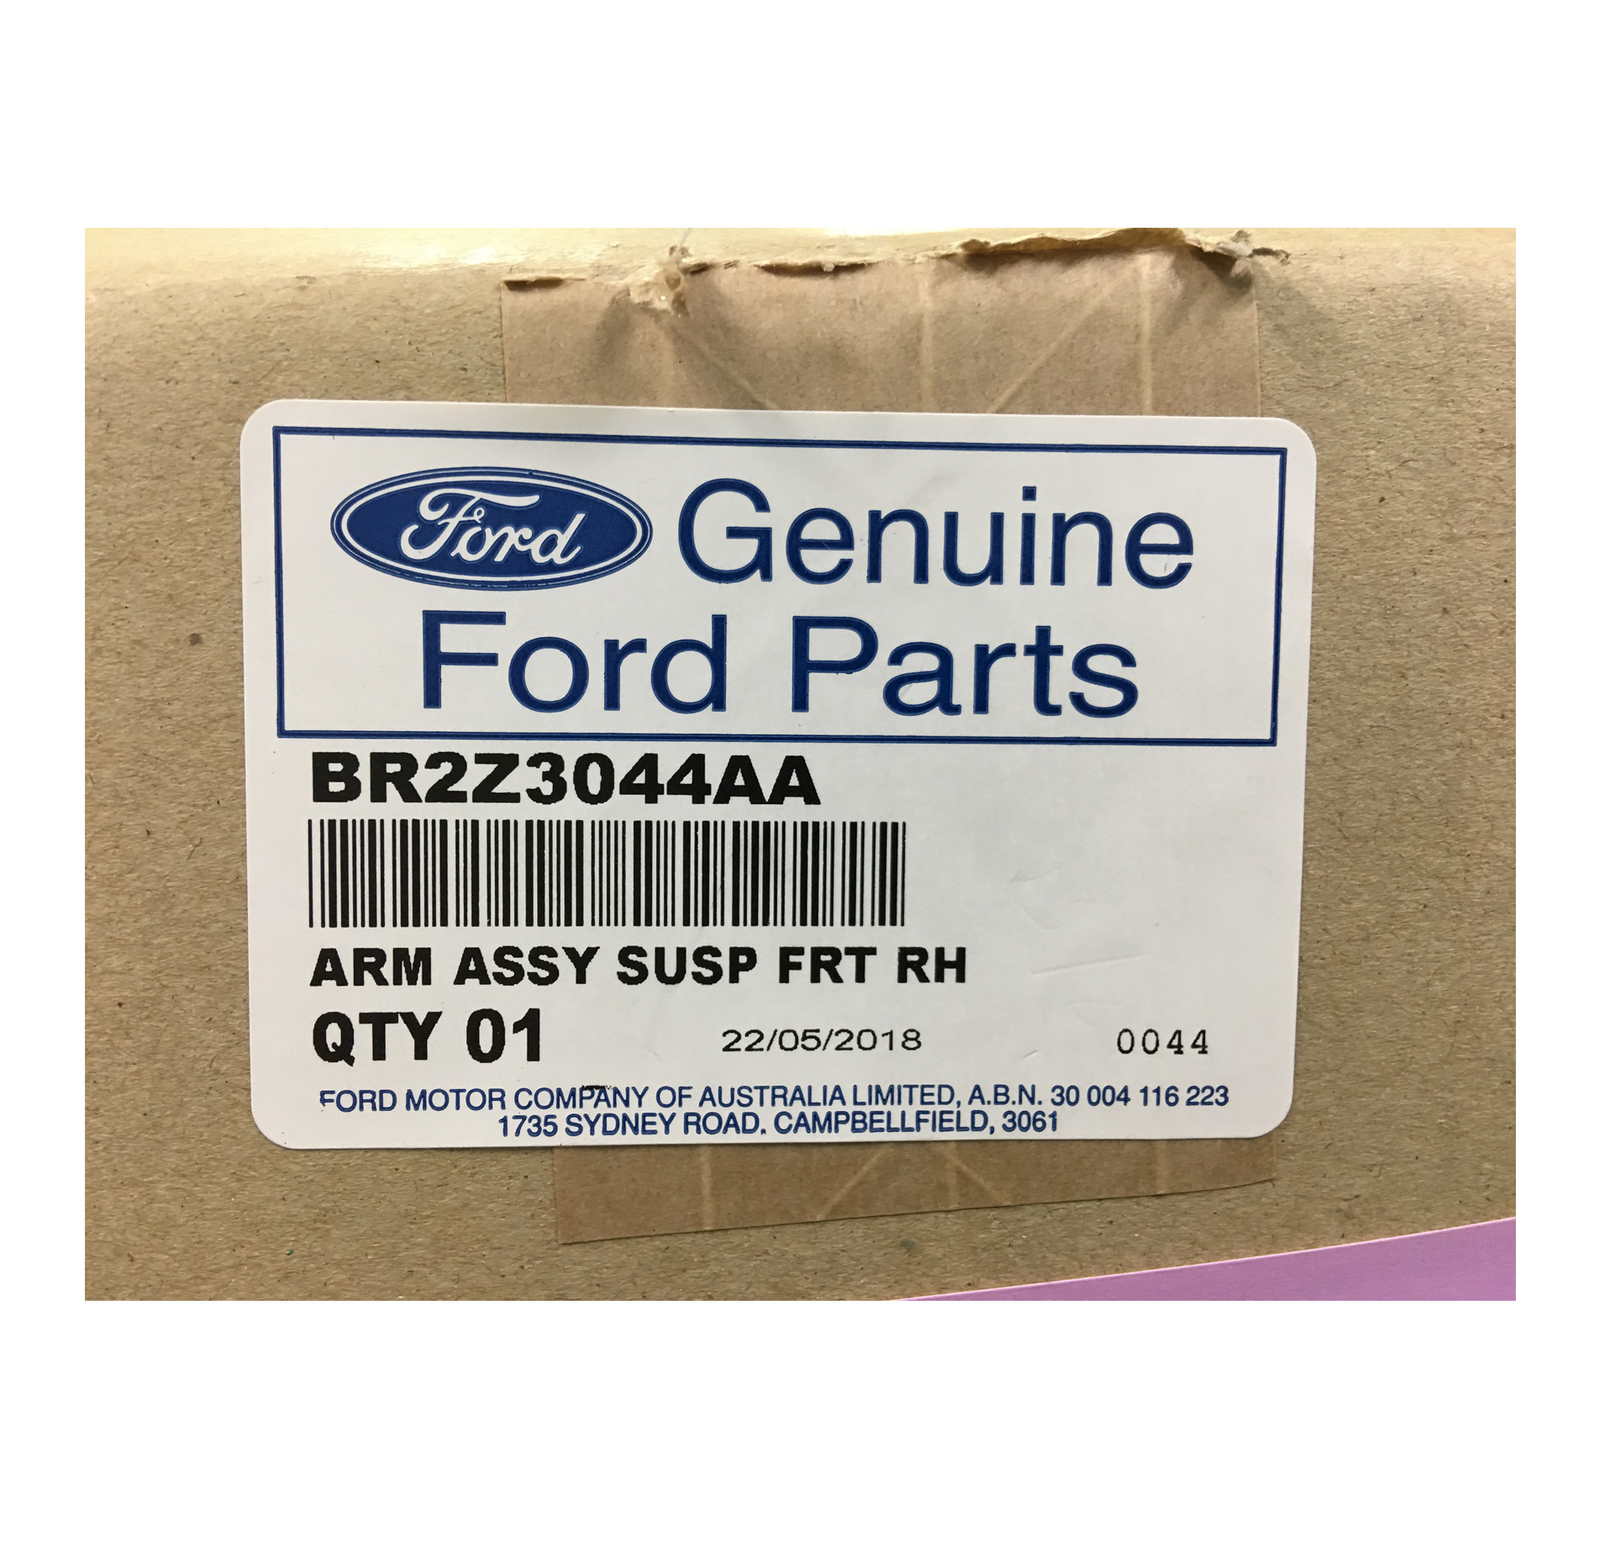 Ford Genuine
Ford Parts
BR2Z3044AA
ARM ASSY SUSP FRT RH
QTY 01 22/05/2018 0044
FORD MOTOR COMPANY OF AUSTRALIA LIMITED, A.B.N. 30 004 116 223
1735 SYDNEY ROAD. CAMPBELLFIELD, 3061